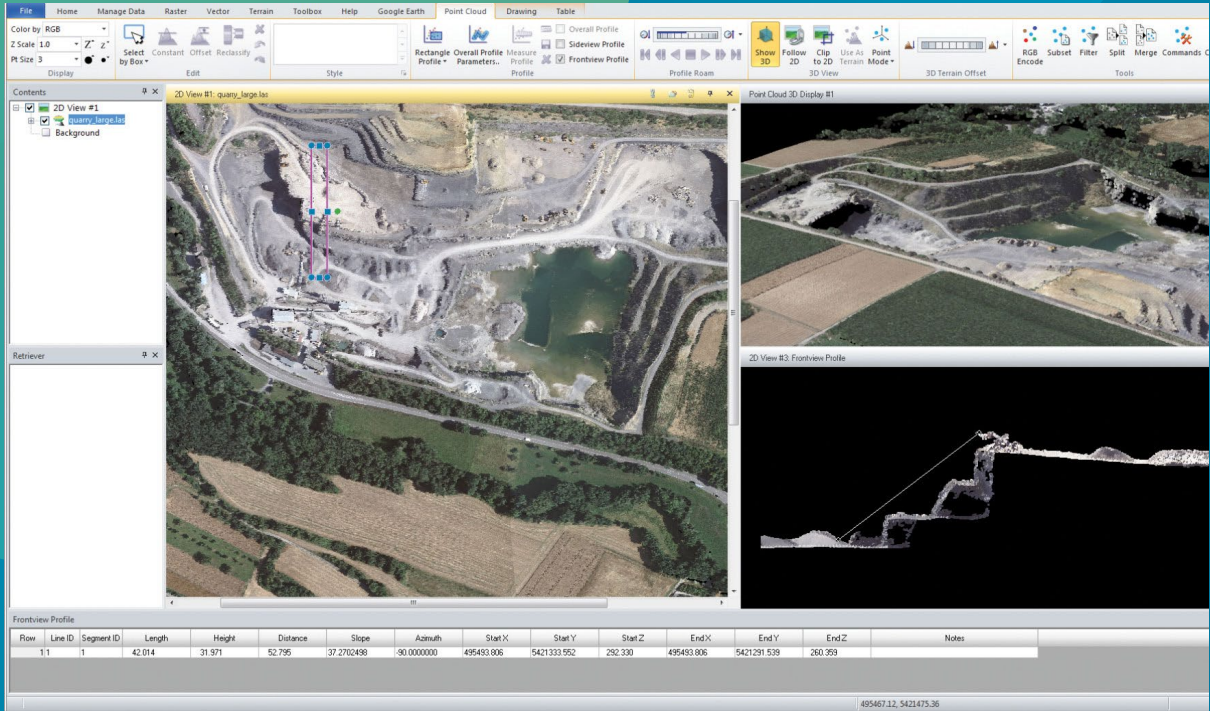 File Home Manage Data Raster Vector Terrain Toolbox Help Google Earth Point Cloud Drawing Table
Color by RGB
Z Scale 1.0 Z+ Z-
Pt Size 3
Display
Select by Box
Constant
Offset
Reclassify
Edit
Style
Rectangle Profile
Overall Profile Parameters..
Measure Profile
Overall Profile
Sideview Profile
Frontview Profile
Profile
Profile Roam
Show 3D
Follow 2D
Clip to 2D
Use As Terrain
Point Mode
3D View
3D Terrain Offset
RGB Encode
Subset
Filter
Split
Merge
Commands
Tools
Contents
2D View #1
quarry_large.las
Background
Retriever
2D View #1: quarry_large.las
Point Cloud 3D Display #1
2D View #3: Frontview Profile
Frontview Profile
Row Line ID Segment ID Length Height Distance Slope Azimuth Start X Start Y Start Z End X End Y End Z Notes
1 1 1 42.014 31.971 52.795 37.2702498 -90.0000000 495493.806 5421333.552 292.330 495493.806 5421291.539 260.359
495467.12, 5421475.36